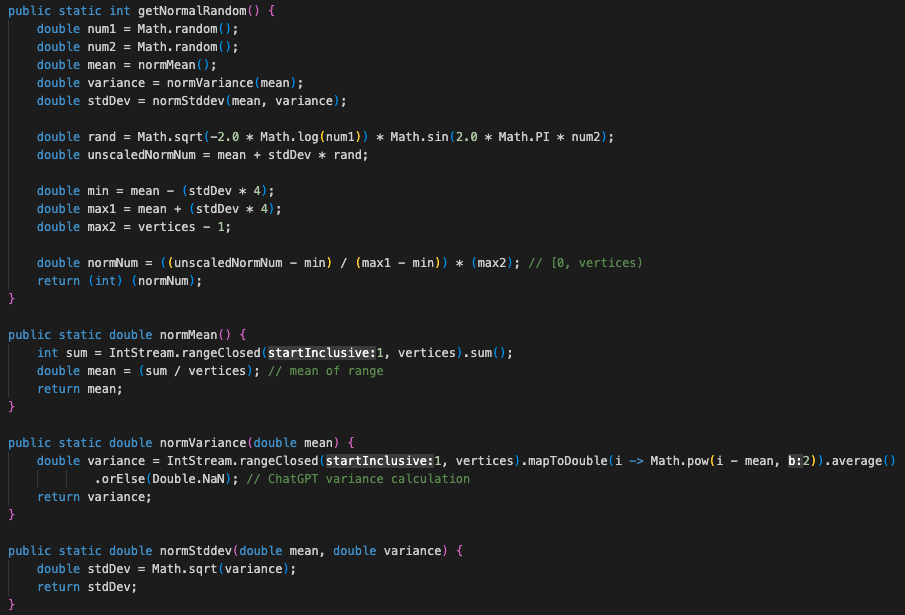 public static int getNormalRandom() {
    double num1 = Math.random();
    double num2 = Math.random();
    double mean = normMean();
    double variance = normVariance(mean);
    double stdDev = normStddev(mean, variance);

    double rand = Math.sqrt(-2.0 * Math.log(num1)) * Math.sin(2.0 * Math.PI * num2);
    double unscaledNormNum = mean + stdDev * rand;

    double min = mean - (stdDev * 4);
    double max1 = mean + (stdDev * 4);
    double max2 = vertices - 1;

    double normNum = ((unscaledNormNum - min) / (max1 - min)) * (max2); // [0, vertices)
    return (int) (normNum);
}

public static double normMean() {
    int sum = IntStream.rangeClosed(startInclusive:1, vertices).sum();
    double mean = (sum / vertices); // mean of range
    return mean;
}

public static double normVariance(double mean) {
    double variance = IntStream.rangeClosed(startInclusive:1, vertices).mapToDouble(i -> Math.pow(i - mean, b:2)).average()
            .orElse(Double.NaN); // ChatGPT variance calculation
    return variance;
}

public static double normStddev(double mean, double variance) {
    double stdDev = Math.sqrt(variance);
    return stdDev;
}